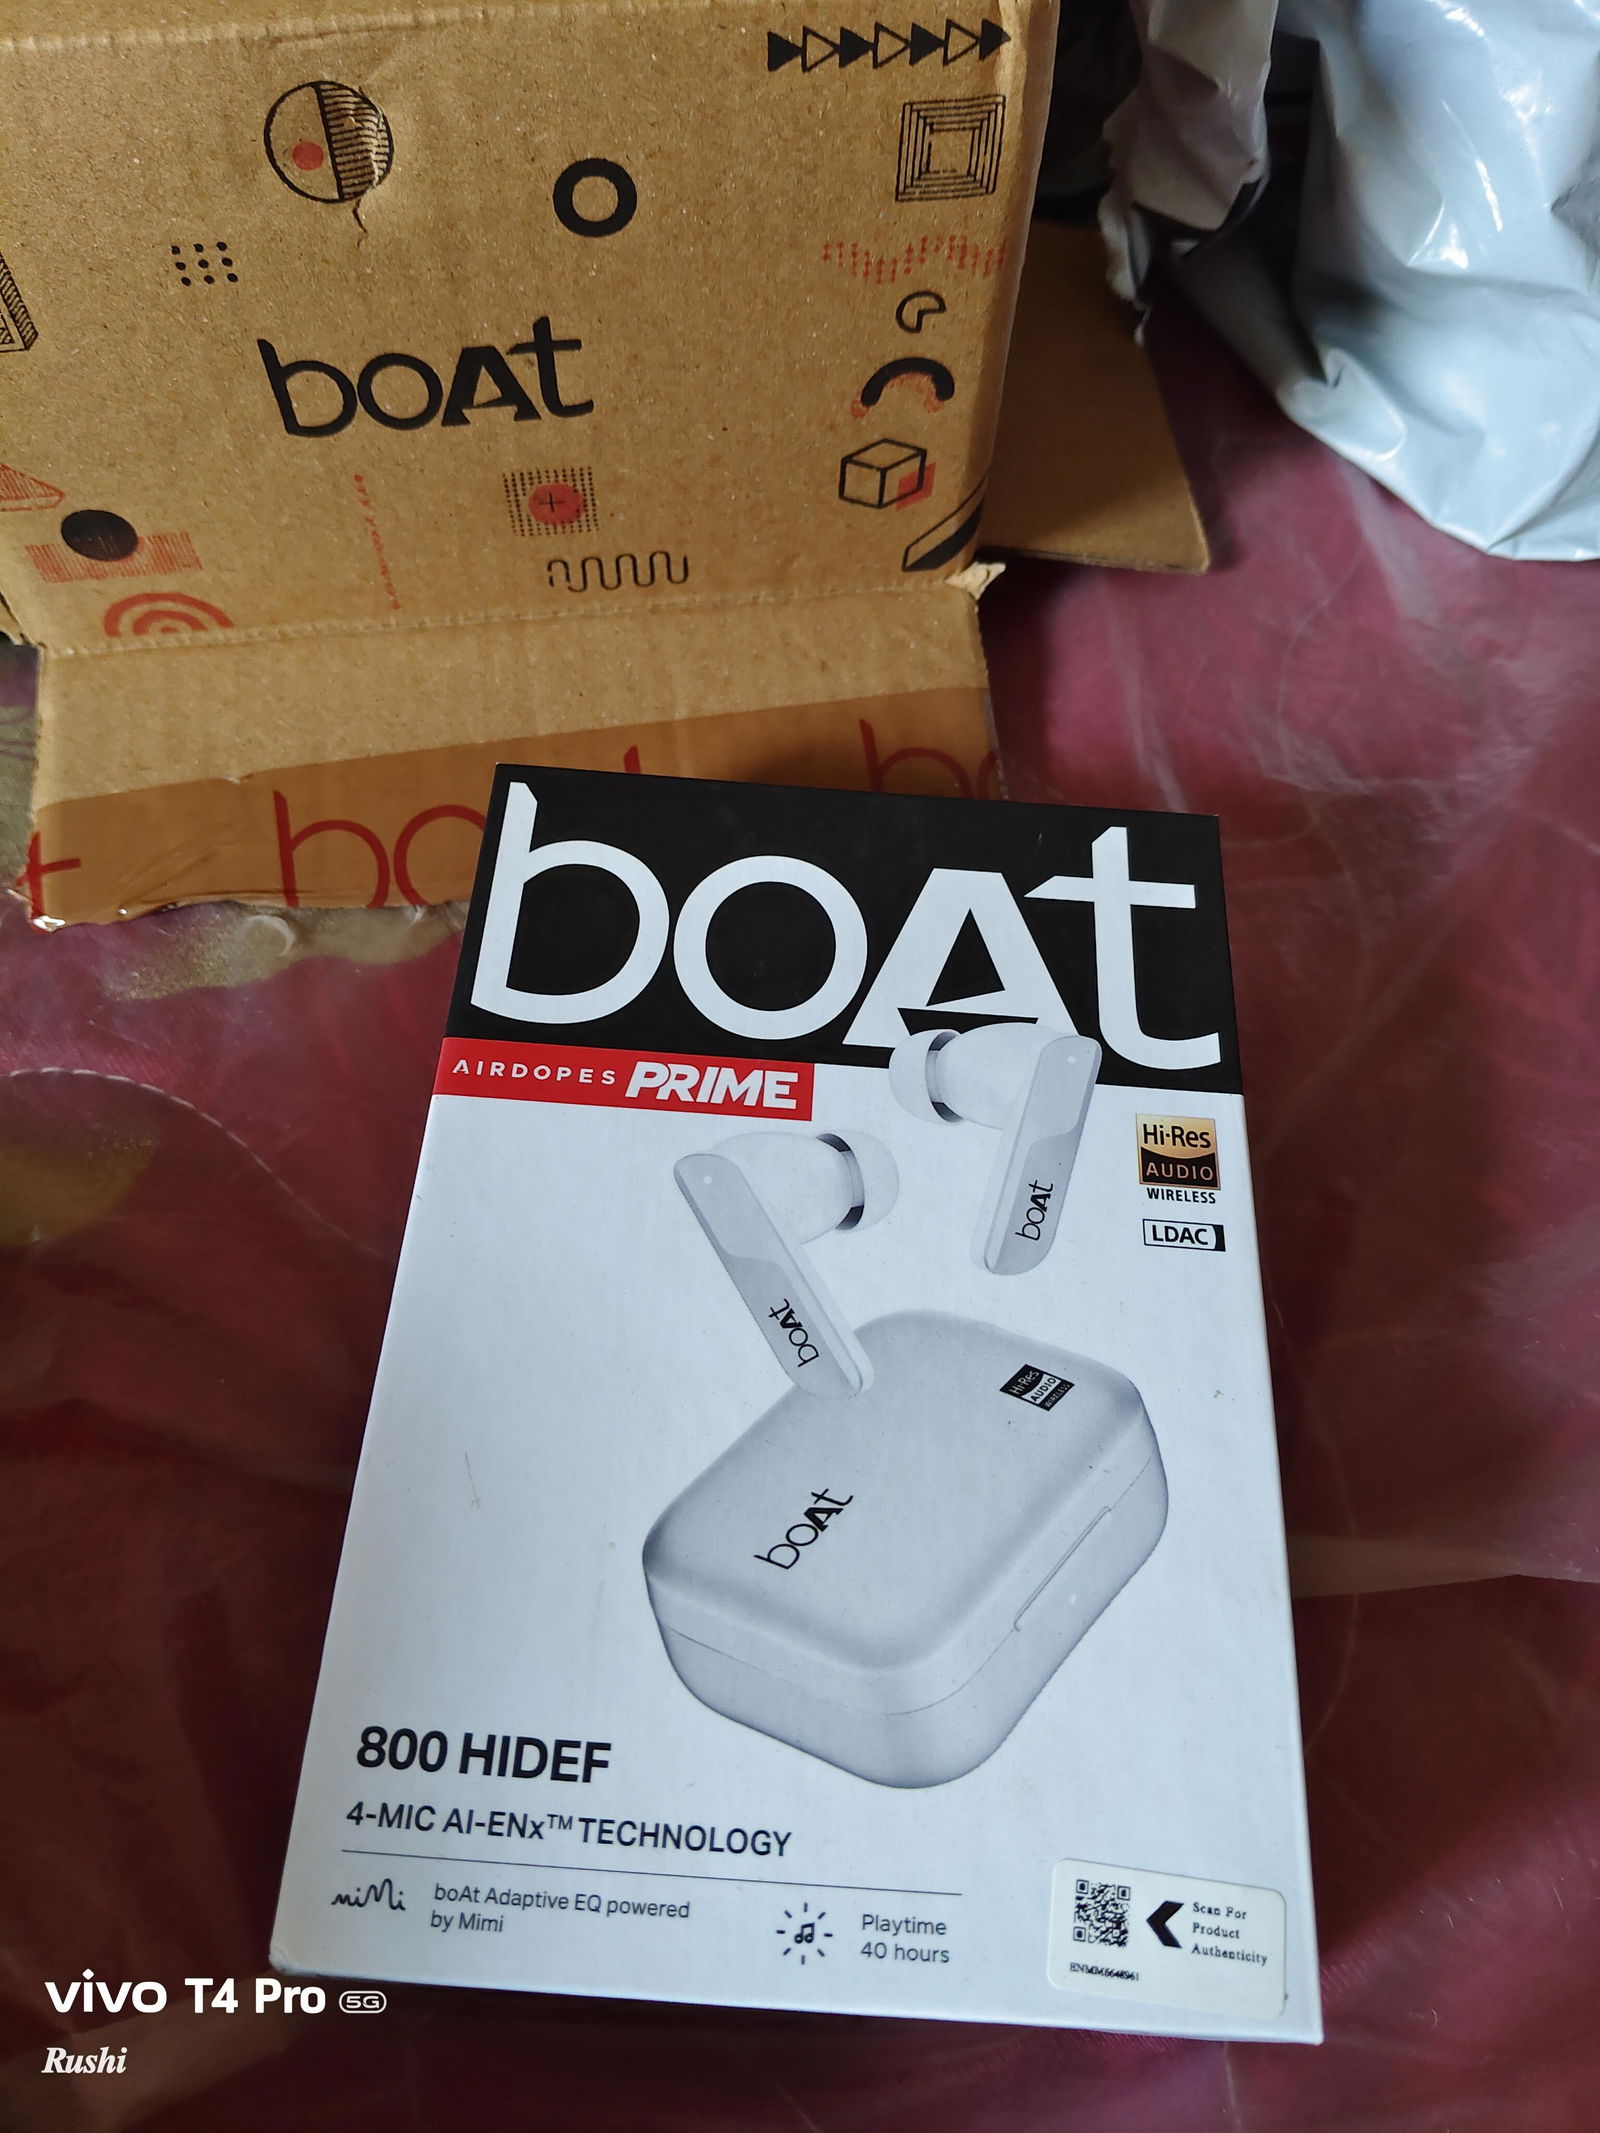 boAt
boAt
AIRDOPES PRIME
Hi-Res
AUDIO
WIRELESS
LDAC
boAt
boAt
Hi-Res
AUDIO
WIRELESS
boAt
800 HIDEF
4-MIC AI-ENx™ TECHNOLOGY
miMi
boAt Adaptive EQ powered
by Mimi
Playtime
40 hours
Scan For
Product
Authenticity
vivo T4 Pro 5G
Rushi